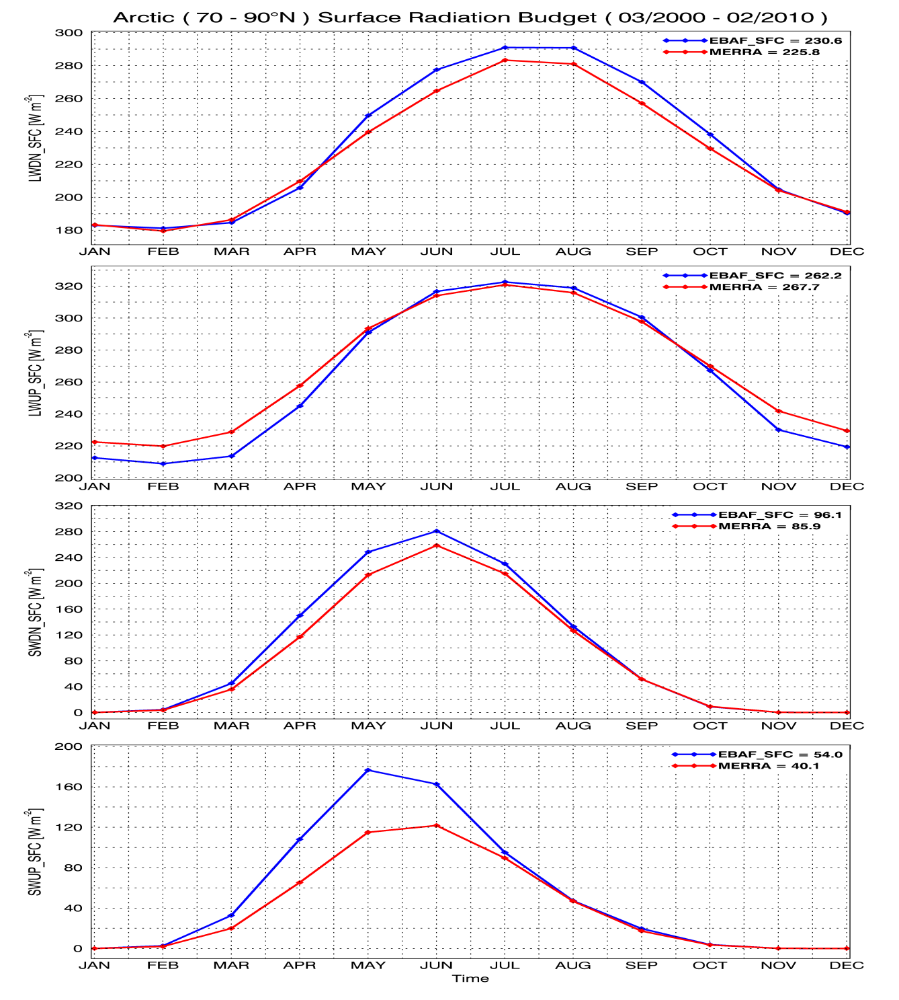 Arctic ( 70 - 90°N ) Surface Radiation Budget ( 03/2000 - 02/2010 )
EBAF_SFC = 230.6
MERRA = 225.8
LWDN_SFC [W m-2]
300
280
260
240
220
200
180
JAN FEB MAR APR MAY JUN JUL AUG SEP OCT NOV DEC
EBAF_SFC = 262.2
MERRA = 267.7
LWUP_SFC [W m-2]
320
300
280
260
240
220
200
JAN FEB MAR APR MAY JUN JUL AUG SEP OCT NOV DEC
EBAF_SFC = 96.1
MERRA = 85.9
SWDN_SFC [W m-2]
320
280
240
200
160
120
80
40
0
JAN FEB MAR APR MAY JUN JUL AUG SEP OCT NOV DEC
EBAF_SFC = 54.0
MERRA = 40.1
SWUP_SFC [W m-2]
200
160
120
80
40
0
JAN FEB MAR APR MAY JUN JUL AUG SEP OCT NOV DEC
Time